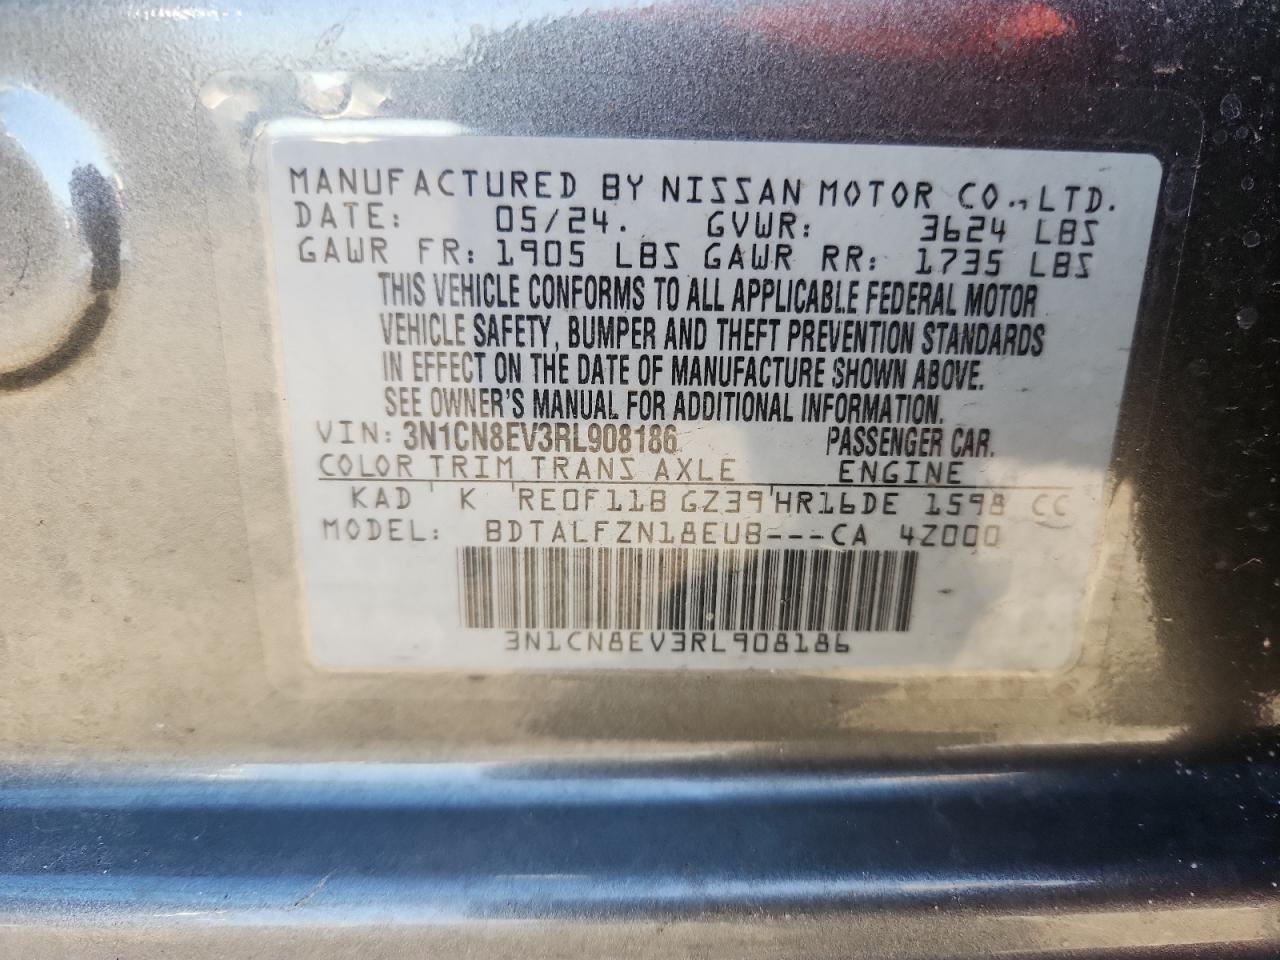 MANUFACTURED BY NISSAN MOTOR CO., LTD.
DATE: 05/24. GVWR: 3624 LBS
GAWR FR: 1905 LBS GAWR RR: 1735 LBS
THIS VEHICLE CONFORMS TO ALL APPLICABLE FEDERAL MOTOR
VEHICLE SAFETY, BUMPER AND THEFT PREVENTION STANDARDS
IN EFFECT ON THE DATE OF MANUFACTURE SHOWN ABOVE.
SEE OWNER'S MANUAL FOR ADDITIONAL INFORMATION.
VIN: 3N1CN8EV3RL908186 PASSENGER CAR.
COLOR TRIM TRANS AXLE ENGINE
KAD K RE0F11B GZ39 HR16DE 1598 CC
MODEL: BDTALFZN18EU8---CA 4Z000
3N1CN8EV3RL908186